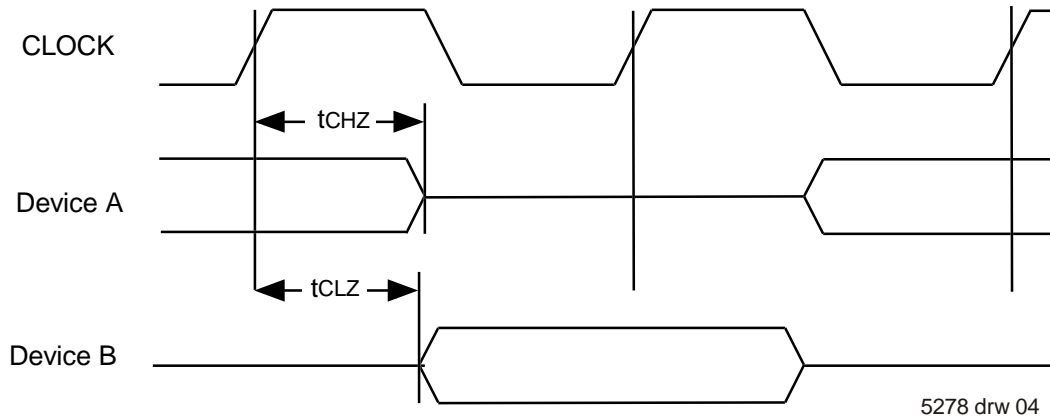 CLOCK
tCHZ
Device A
tCLZ
Device B
5278 drw 04